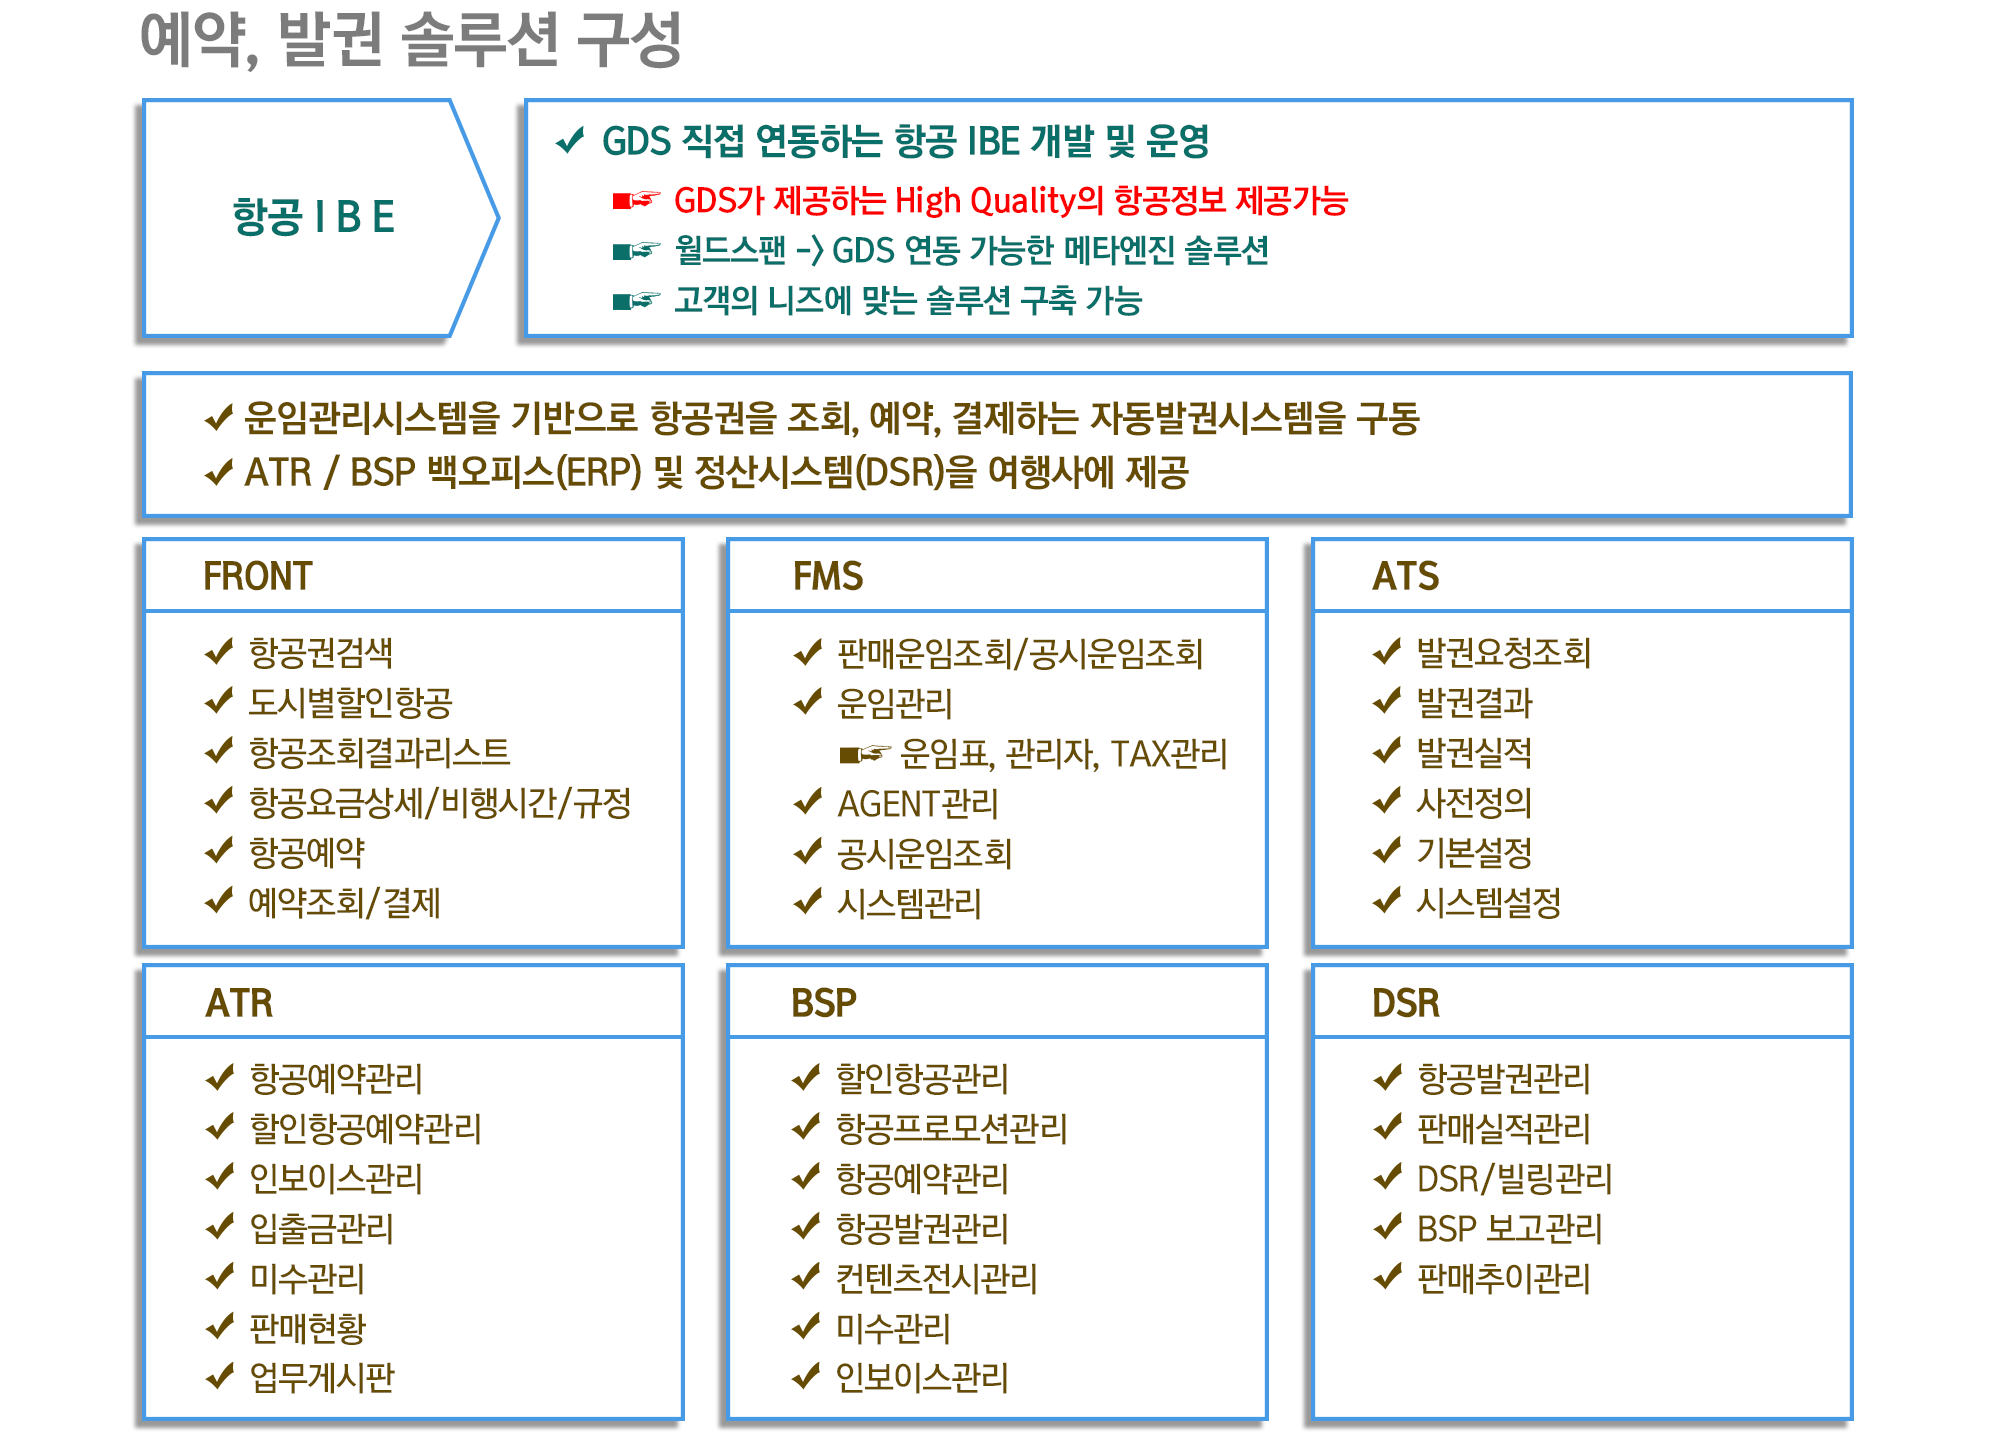 예약, 발권 솔루션 구성
항공 I B E
GDS 직접 연동하는 항공 IBE 개발 및 운영
GDS가 제공하는 High Quality의 항공정보 제공가능
월드스팬 -> GDS 연동 가능한 메타엔진 솔루션
고객의 니즈에 맞는 솔루션 구축 가능
운임관리시스템을 기반으로 항공권을 조회, 예약, 결제하는 자동발권시스템을 구동
ATR / BSP 백오피스(ERP) 및 정산시스템(DSR)을 여행사에 제공
FRONT
항공권검색
도시별할인항공
항공조회결과리스트
항공요금상세/비행시간/규정
항공예약
예약조회/결제
FMS
판매운임조회/공시운임조회
운임관리
운임표, 관리자, TAX관리
AGENT관리
공시운임조회
시스템관리
ATS
발권요청조회
발권결과
발권실적
사전정의
기본설정
시스템설정
ATR
항공예약관리
할인항공예약관리
인보이스관리
입출금관리
미수관리
판매현황
업무게시판
BSP
할인항공관리
항공프로모션관리
항공예약관리
항공발권관리
컨텐츠전시관리
미수관리
인보이스관리
DSR
항공발권관리
판매실적관리
DSR/빌링관리
BSP 보고관리
판매추이관리